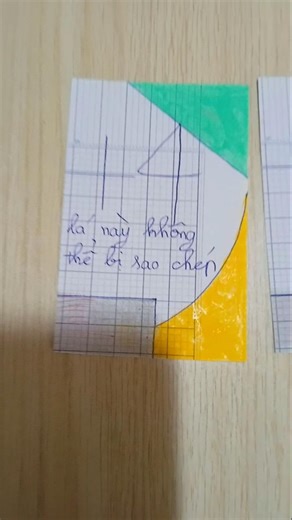 lá này không
thể bị sao chép